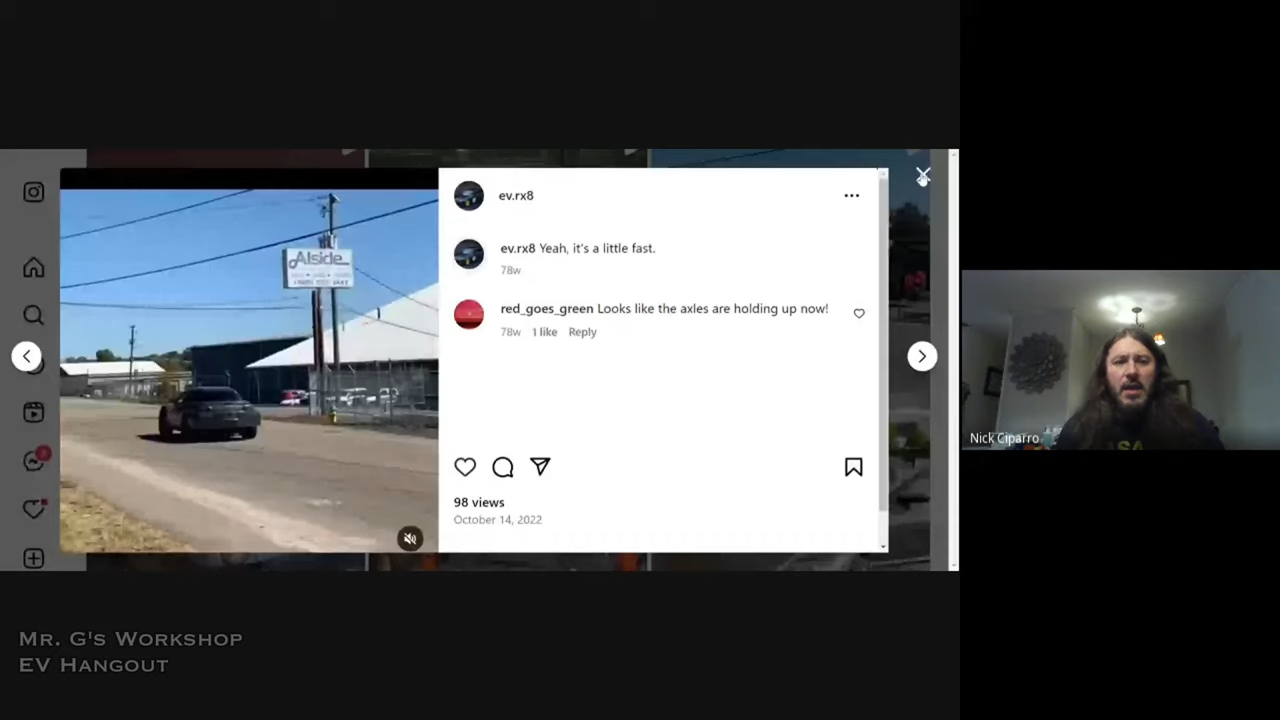 Alside
ev.rx8
ev.rx8 Yeah, it's a little fast.
78w
red_goes_green Looks like the axles are holding up now!
78w 1 like Reply
98 views
October 14, 2022
Nick Ciparro
MR. G'S WORKSHOP
EV HANGOUT